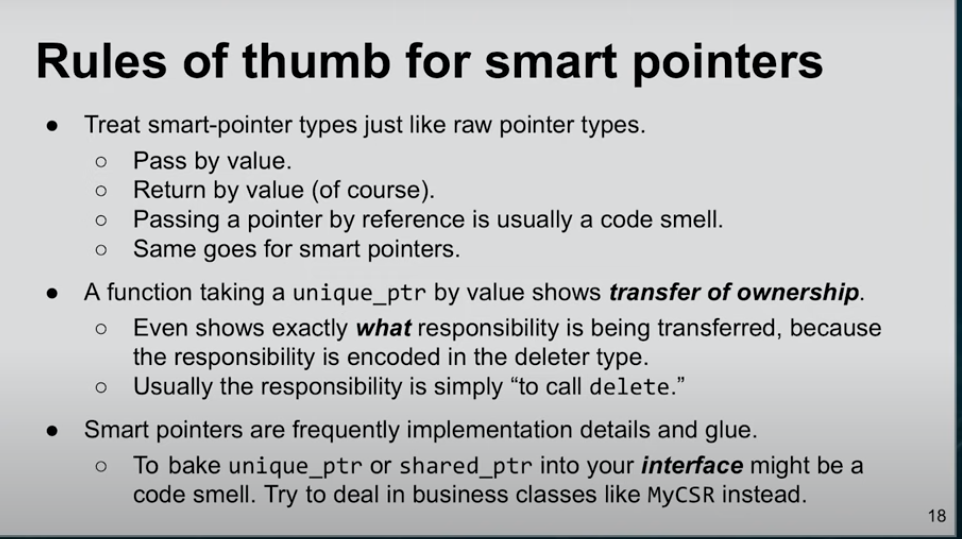 Rules of thumb for smart pointers
● Treat smart-pointer types just like raw pointer types.
○ Pass by value.
○ Return by value (of course).
○ Passing a pointer by reference is usually a code smell.
○ Same goes for smart pointers.
● A function taking a unique_ptr by value shows transfer of ownership.
○ Even shows exactly what responsibility is being transferred, because
the responsibility is encoded in the deleter type.
○ Usually the responsibility is simply “to call delete.”
● Smart pointers are frequently implementation details and glue.
○ To bake unique_ptr or shared_ptr into your interface might be a
code smell. Try to deal in business classes like MyCSR instead.
18